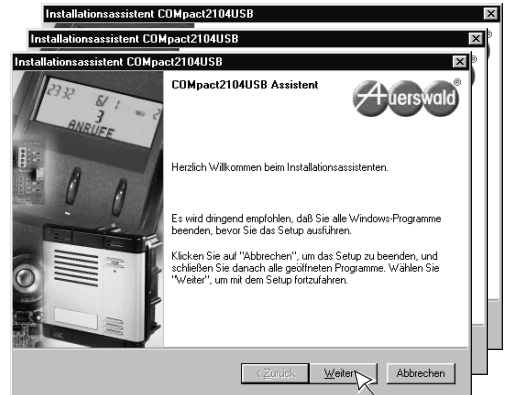 Installationsassistent COMpact2104USB
Installationsassistent COMpact2104USB
Installationsassistent COMpact2104USB
2332 6/1
3
ANRUFE
COMpact2104USB Assistent
Auerswald®
Herzlich Willkommen beim Installationsassistenten.
Es wird dringend empfohlen, daß Sie alle Windows-Programme
beenden, bevor Sie das Setup ausführen.
Klicken Sie auf "Abbrechen", um das Setup zu beenden, und
schließen Sie danach alle geöffneten Programme. Wählen Sie
"Weiter", um mit dem Setup fortzufahren.
< Zurück
Weiter
Abbrechen